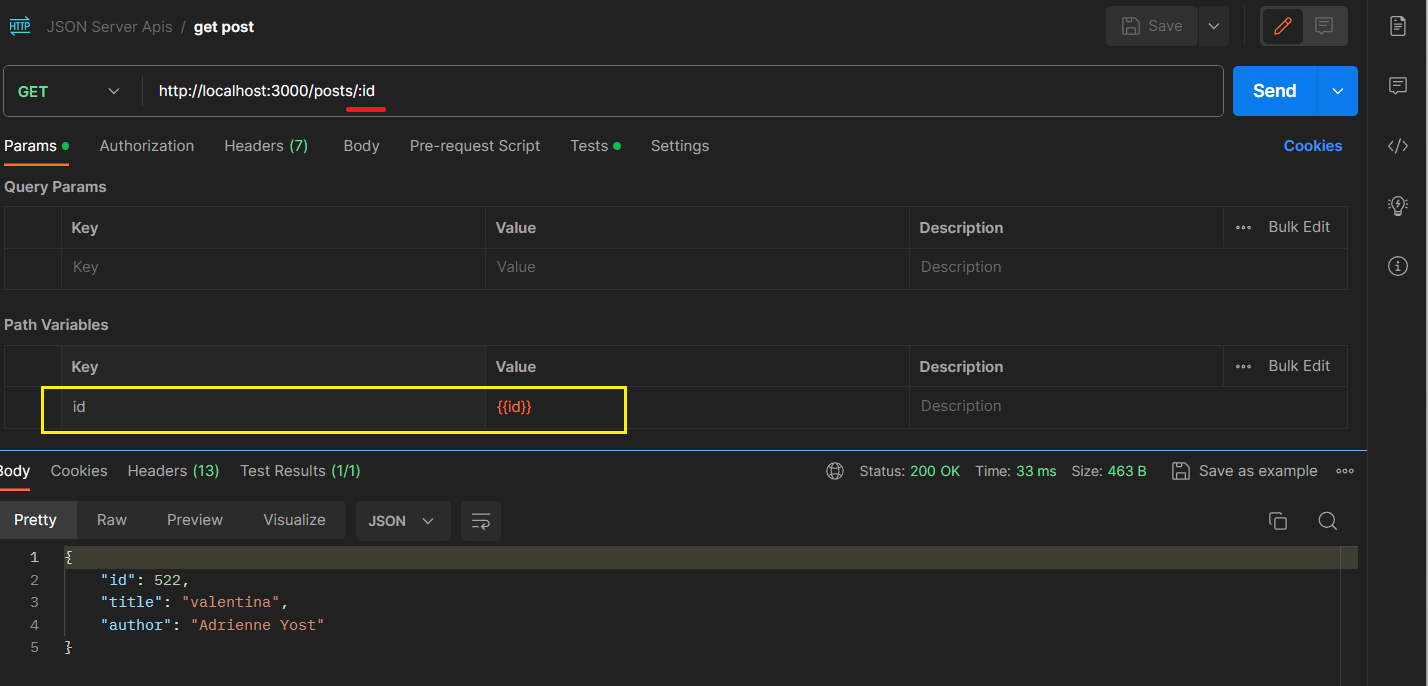 HTTP JSON Server Apis / get post Save
GET http://localhost:3000/posts/:id Send
Params Authorization Headers (7) Body Pre-request Script Tests Settings Cookies
Query Params
Key Value Description Bulk Edit
Key Value Description
Path Variables
Key Value Description Bulk Edit
id {{id}} Description
Body Cookies Headers (13) Test Results (1/1) Status: 200 OK Time: 33 ms Size: 463 B Save as example
Pretty Raw Preview Visualize JSON
1 {
2 "id": 522,
3 "title": "valentina",
4 "author": "Adrienne Yost"
5 }